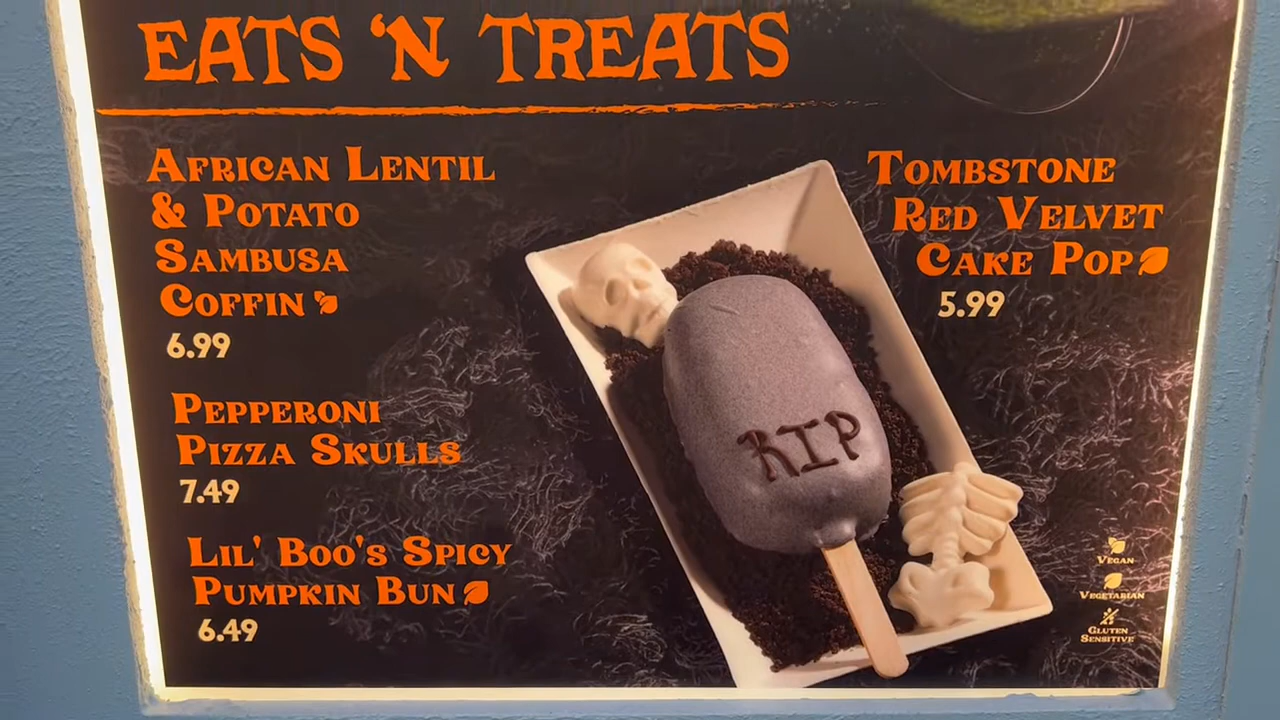 EATS 'N TREATS
AFRICAN LENTIL
& POTATO
SAMBUSA
COFFIN
6.99
PEPPERONI
PIZZA SKULLS
7.49
LIL' BOO'S SPICY
PUMPKIN BUN
6.49
TOMBSTONE
RED VELVET
CAKE POP
5.99
RIP
VEGAN
VEGETARIAN
GLUTEN
SENSITIVE